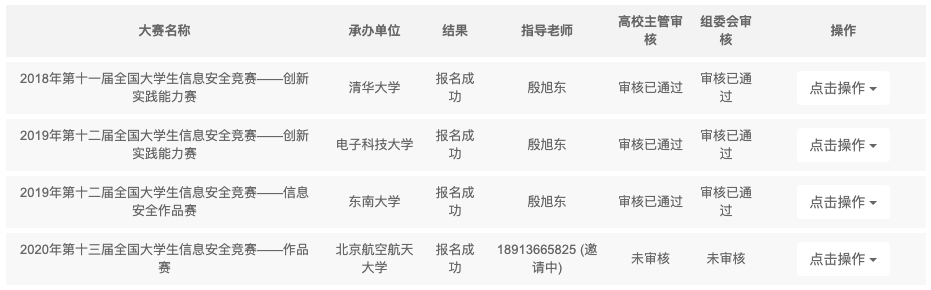 大赛名称 承办单位 结果 指导老师 高校主管审核 组委会审核 操作
2018年第十一届全国大学生信息安全竞赛——创新实践能力赛 清华大学 报名成功 殷旭东 审核已通过 审核已通过 点击操作
2019年第十二届全国大学生信息安全竞赛——创新实践能力赛 电子科技大学 报名成功 殷旭东 审核已通过 审核已通过 点击操作
2019年第十二届全国大学生信息安全竞赛——信息安全作品赛 东南大学 报名成功 殷旭东 审核已通过 审核已通过 点击操作
2020年第十三届全国大学生信息安全竞赛——作品赛 北京航空航天大学 报名成功 18913665825 (邀请中) 未审核 未审核 点击操作